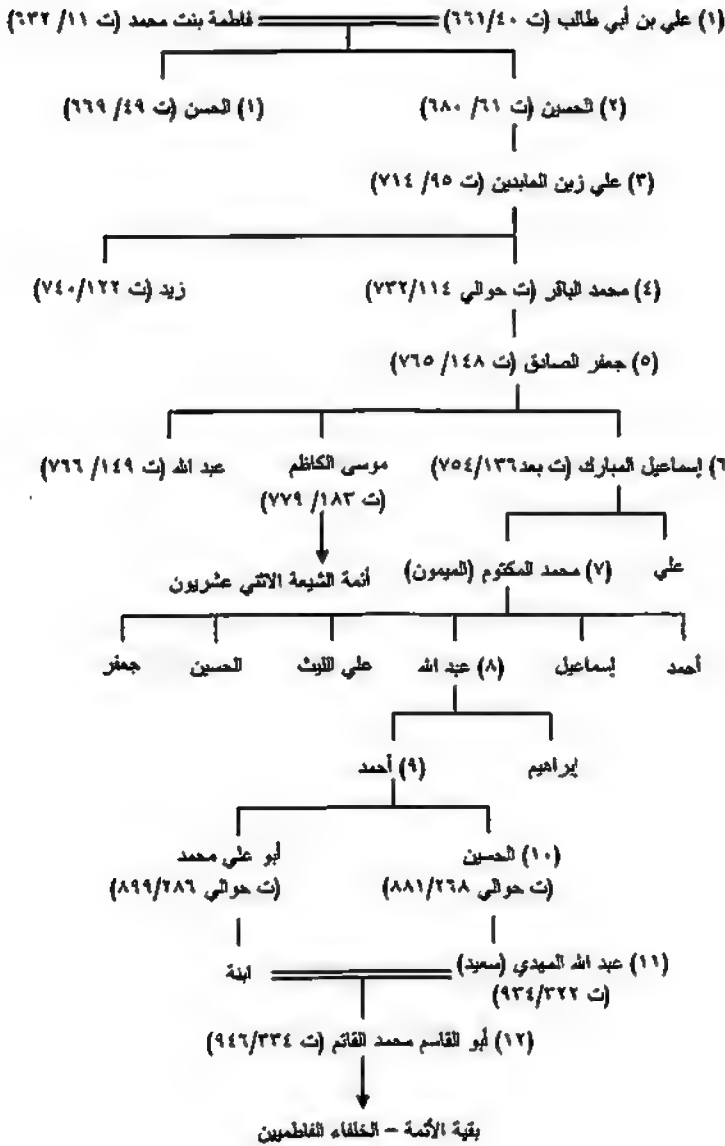 (١) علي بن أبي طالب (ت ٤٠/٦٦١) فاطمة بنت محمد (ت ١١/ ٦٣٢)
(٢) الحسين (ت ٦١/ ٦٨٠) (١) الحسن (ت ٤٩/ ٦٦٩)
(٣) علي زين العابدين (ت ٩٥/ ٧١٤)
(٤) محمد الباقر (ت حوالي ١١٤/ ٧٣٢) زيد (ت ١٢٢/ ٧٤٠)
(٥) جعفر الصادق (ت ١٤٨/ ٧٦٥)
٦) إسماعيل المبارك (ت بعد ١٣٦/ ٧٥٤) موسى الكاظم عبد الله (ت ١٤٩/ ٧٦٦)
(ت ١٨٣/ ٧٧٩)
علي (٧) محمد المكتوم (الميمون) أئمة الشيعة الاثني عشريون
أحمد إسماعيل (٨) عبد الله علي الليث الحسين جعفر
إبراهيم (٩) أحمد
(١٠) الحسين أبو علي محمد
(ت حوالي ٢٦٨/ ٨٨١) (ت حوالي ٢٨٦/ ٨٩٩)
(١١) عبد الله المهدي (سعيد) ابنة
(ت ٣٢٢/ ٩٣٤)
(١٢) أبو القاسم محمد القائم (ت ٣٣٤/ ٩٤٦)
بقية الأئمة – الخلفاء الفاطميين